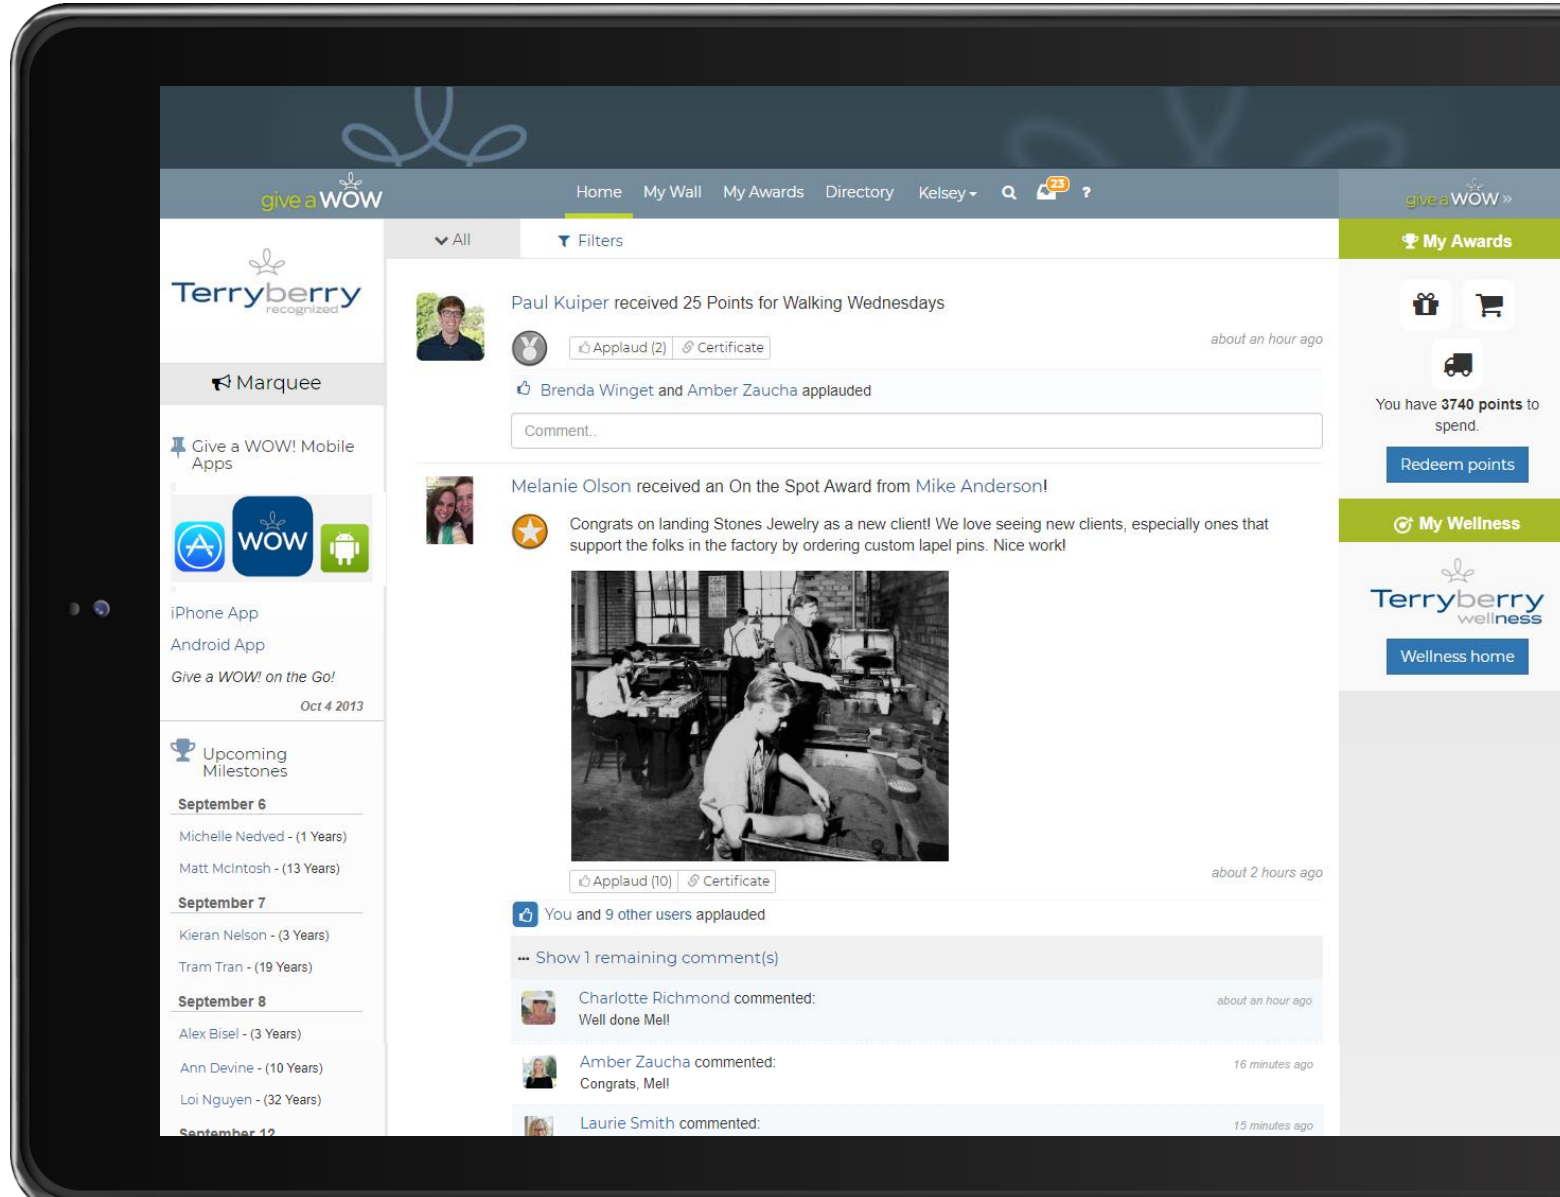 give a WOW
Home My Wall My Awards Directory Kelsey 23 ?
give a WOW »
Terryberry
recognized
Marquee
Give a WOW! Mobile
Apps
WOW
iPhone App
Android App
Give a WOW! on the Go!
Oct 4 2013
Upcoming
Milestones
September 6
Michelle Nedved - (1 Years)
Matt McIntosh - (13 Years)
September 7
Kieran Nelson - (3 Years)
Tram Tran - (19 Years)
September 8
Alex Bisel - (3 Years)
Ann Devine - (10 Years)
Loi Nguyen - (32 Years)
September 12
All Filters
Paul Kuiper received 25 Points for Walking Wednesdays
Applaud (2) Certificate
about an hour ago
Brenda Winget and Amber Zaucha applauded
Comment..
Melanie Olson received an On the Spot Award from Mike Anderson!
Congrats on landing Stones Jewelry as a new client! We love seeing new clients, especially ones that
support the folks in the factory by ordering custom lapel pins. Nice work!
Applaud (10) Certificate
about 2 hours ago
You and 9 other users applauded
Show 1 remaining comment(s)
Charlotte Richmond commented:
about an hour ago
Well done Mel!
Amber Zaucha commented:
16 minutes ago
Congrats, Mel!
Laurie Smith commented:
15 minutes ago
My Awards
You have 3740 points to
spend.
Redeem points
My Wellness
Terryberry
wellness
Wellness home